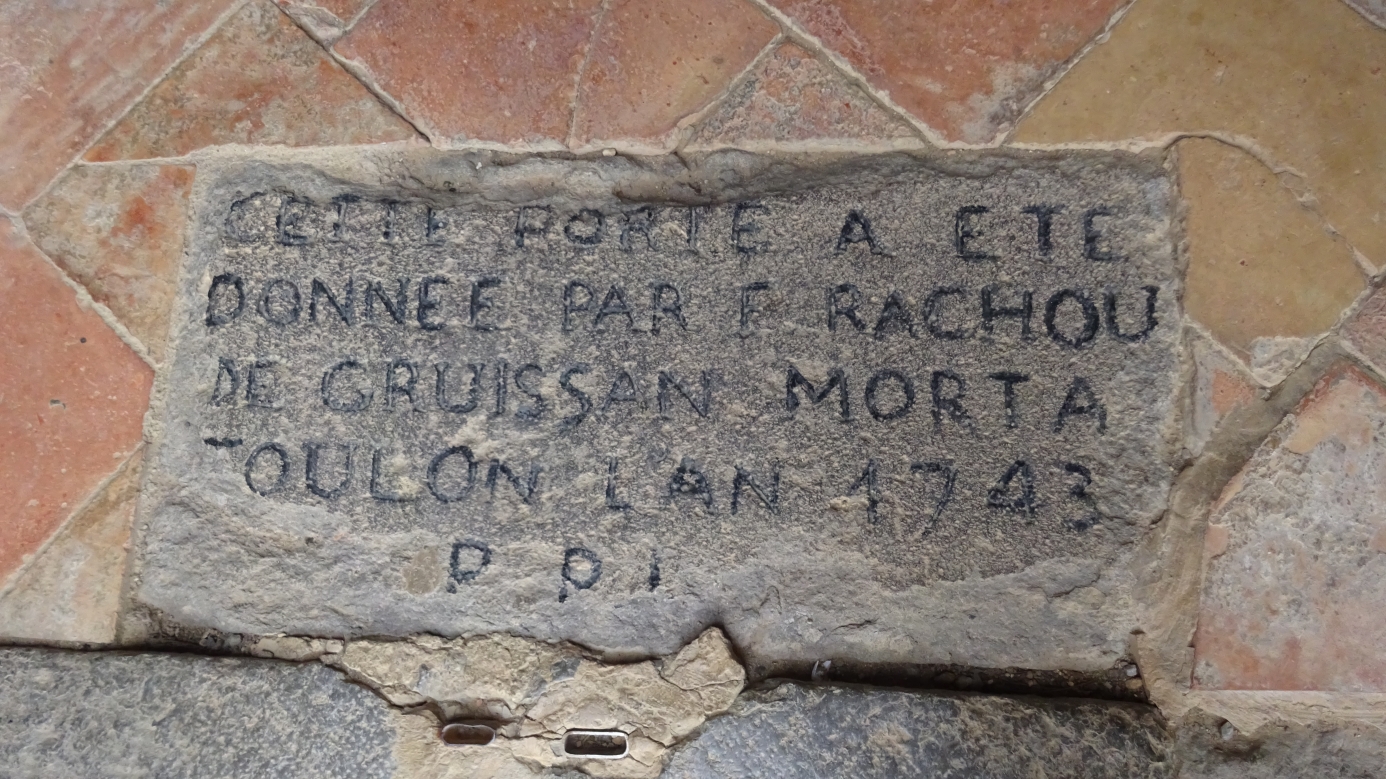 CETTE PORTE A ETE
DONNEE PAR F RACHOU
DE GRUISSAN MORT A
TOULON L'AN 1743
P P I